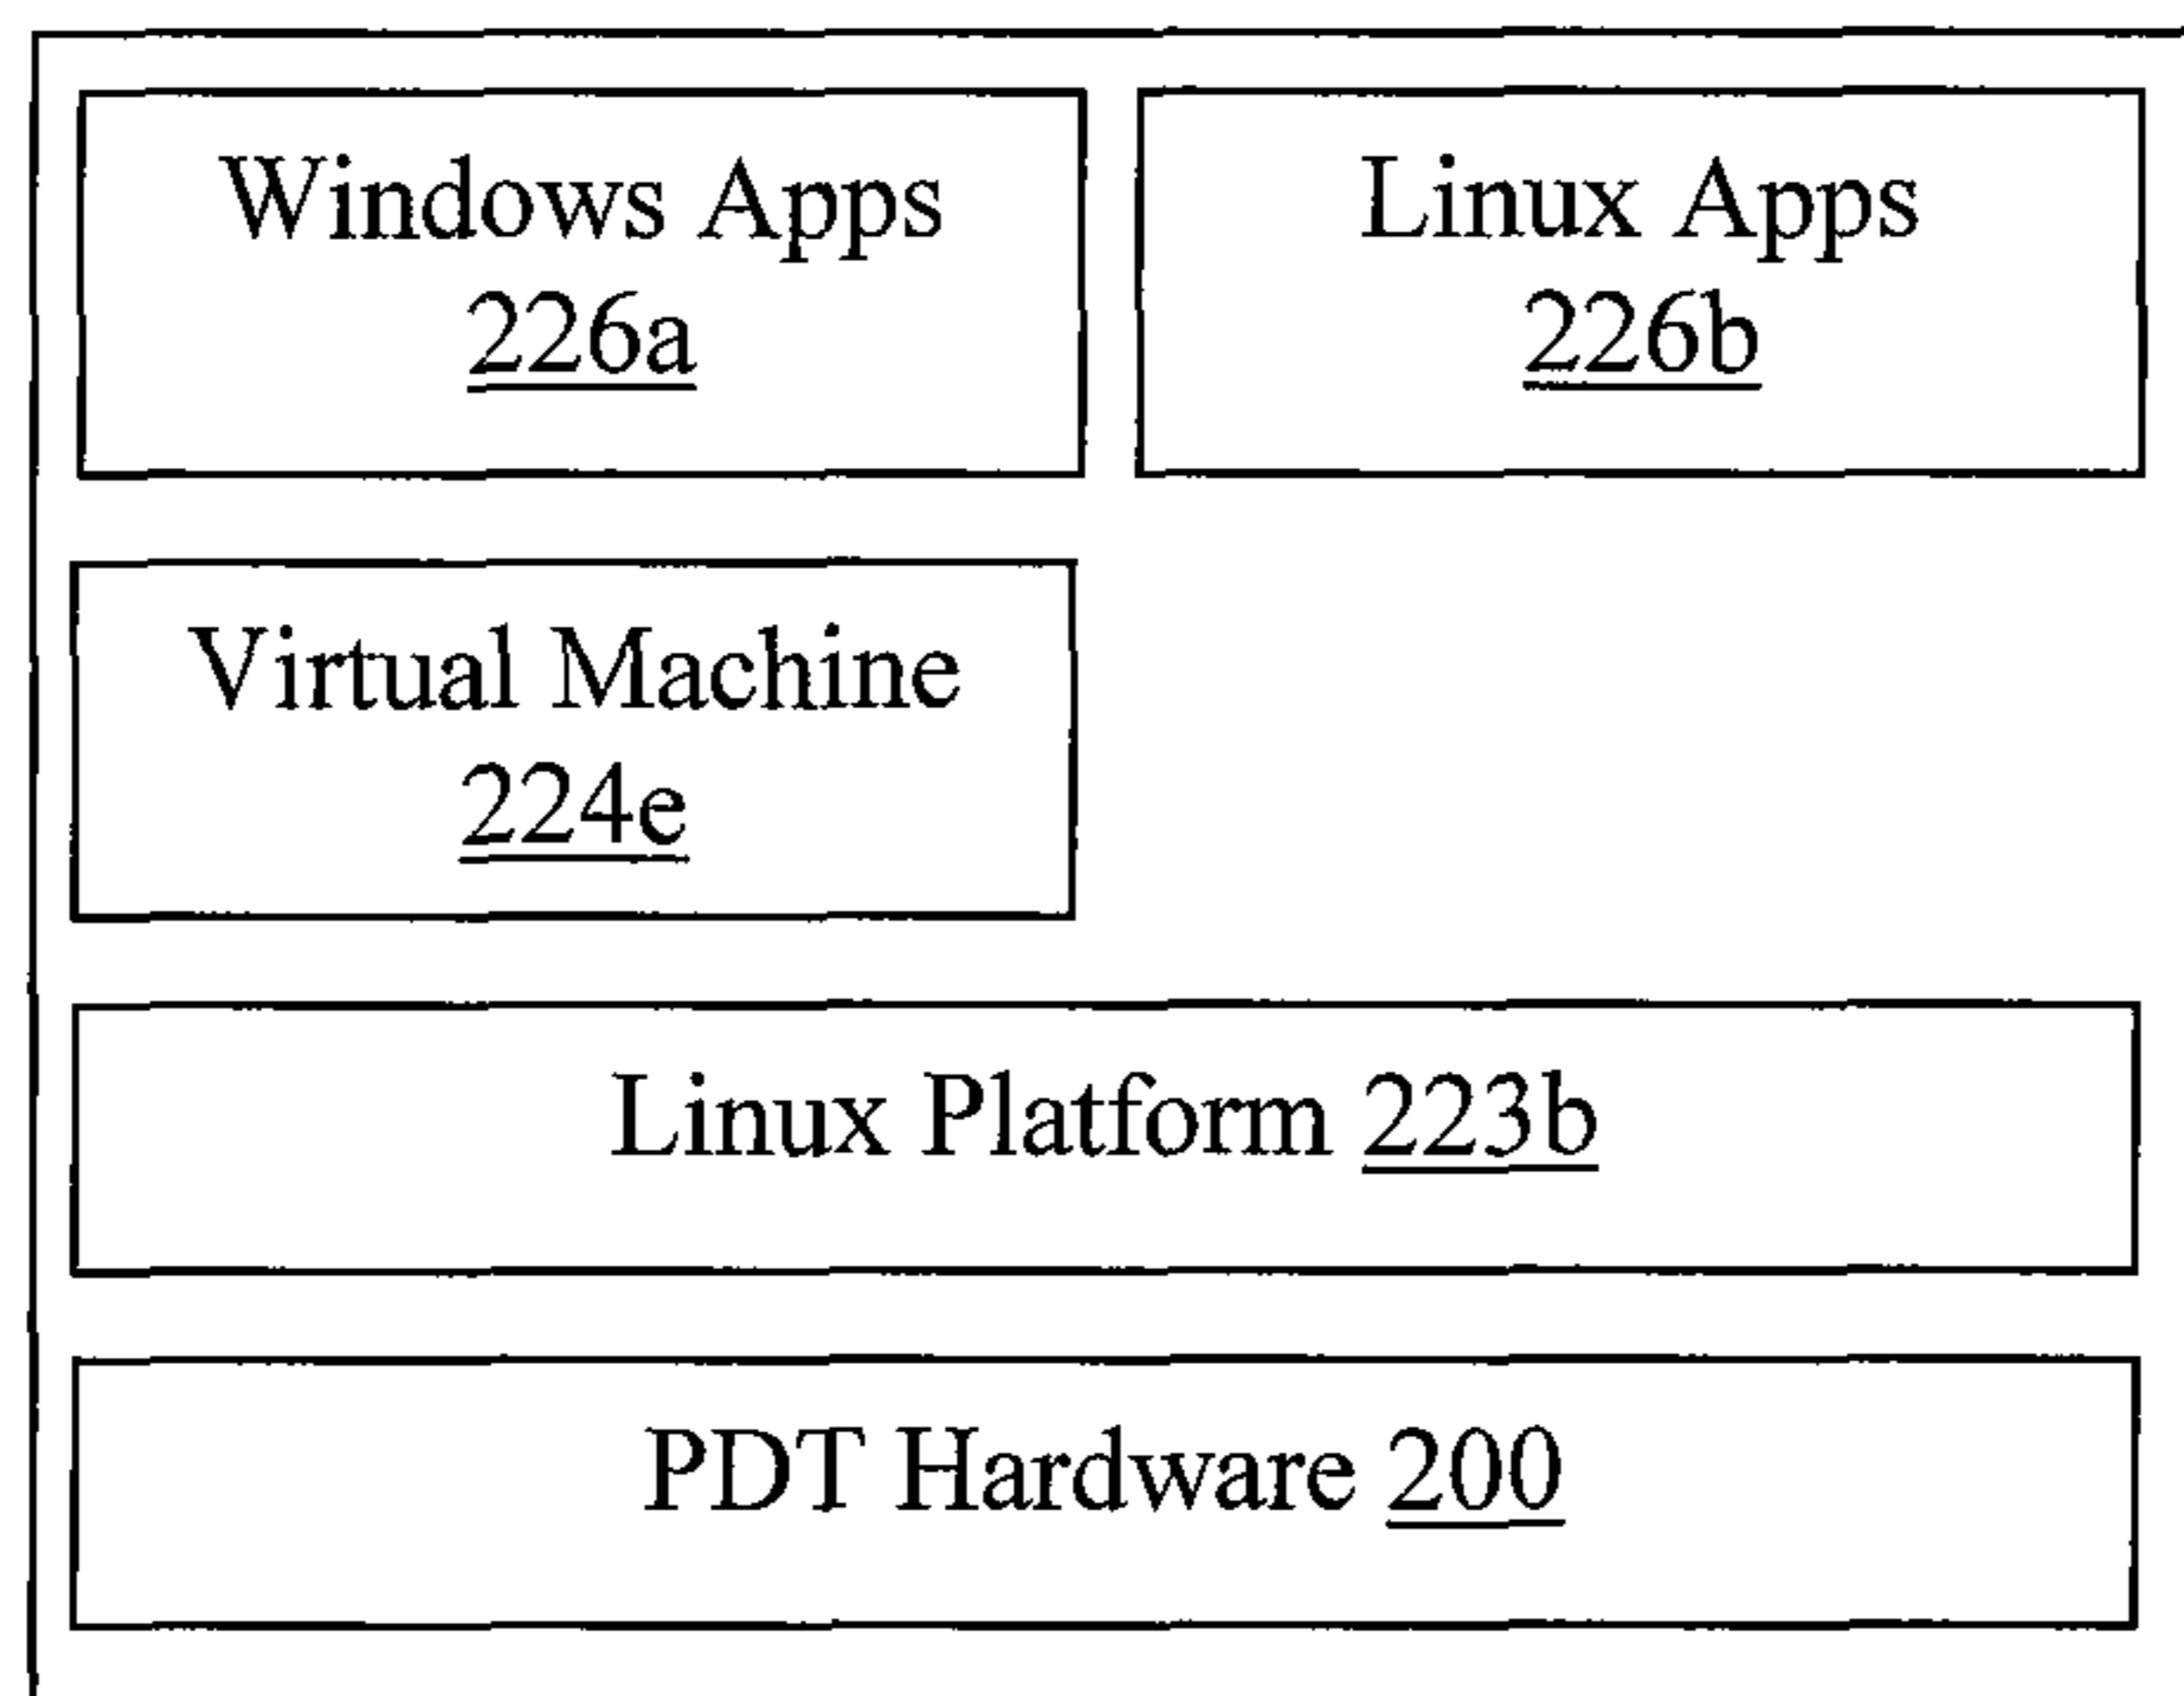 Windows Apps
226a
Linux Apps
226b
Virtual Machine
224e
Linux Platform 223b
PDT Hardware 200